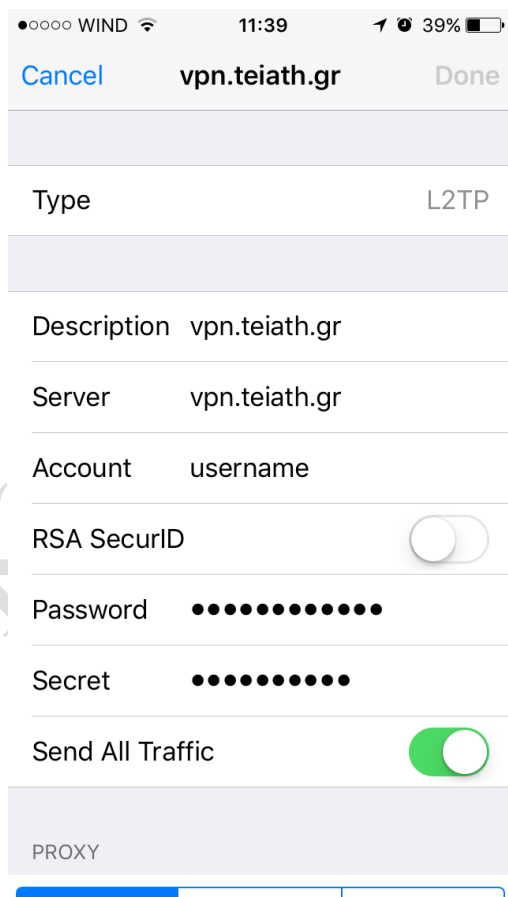 WIND 11:39 39%
Cancel vpn.teiath.gr Done
Type L2TP
Description vpn.teiath.gr
Server vpn.teiath.gr
Account username
RSA SecurID
Password ●●●●●●●●●●●●
Secret ●●●●●●●●●●
Send All Traffic
PROXY